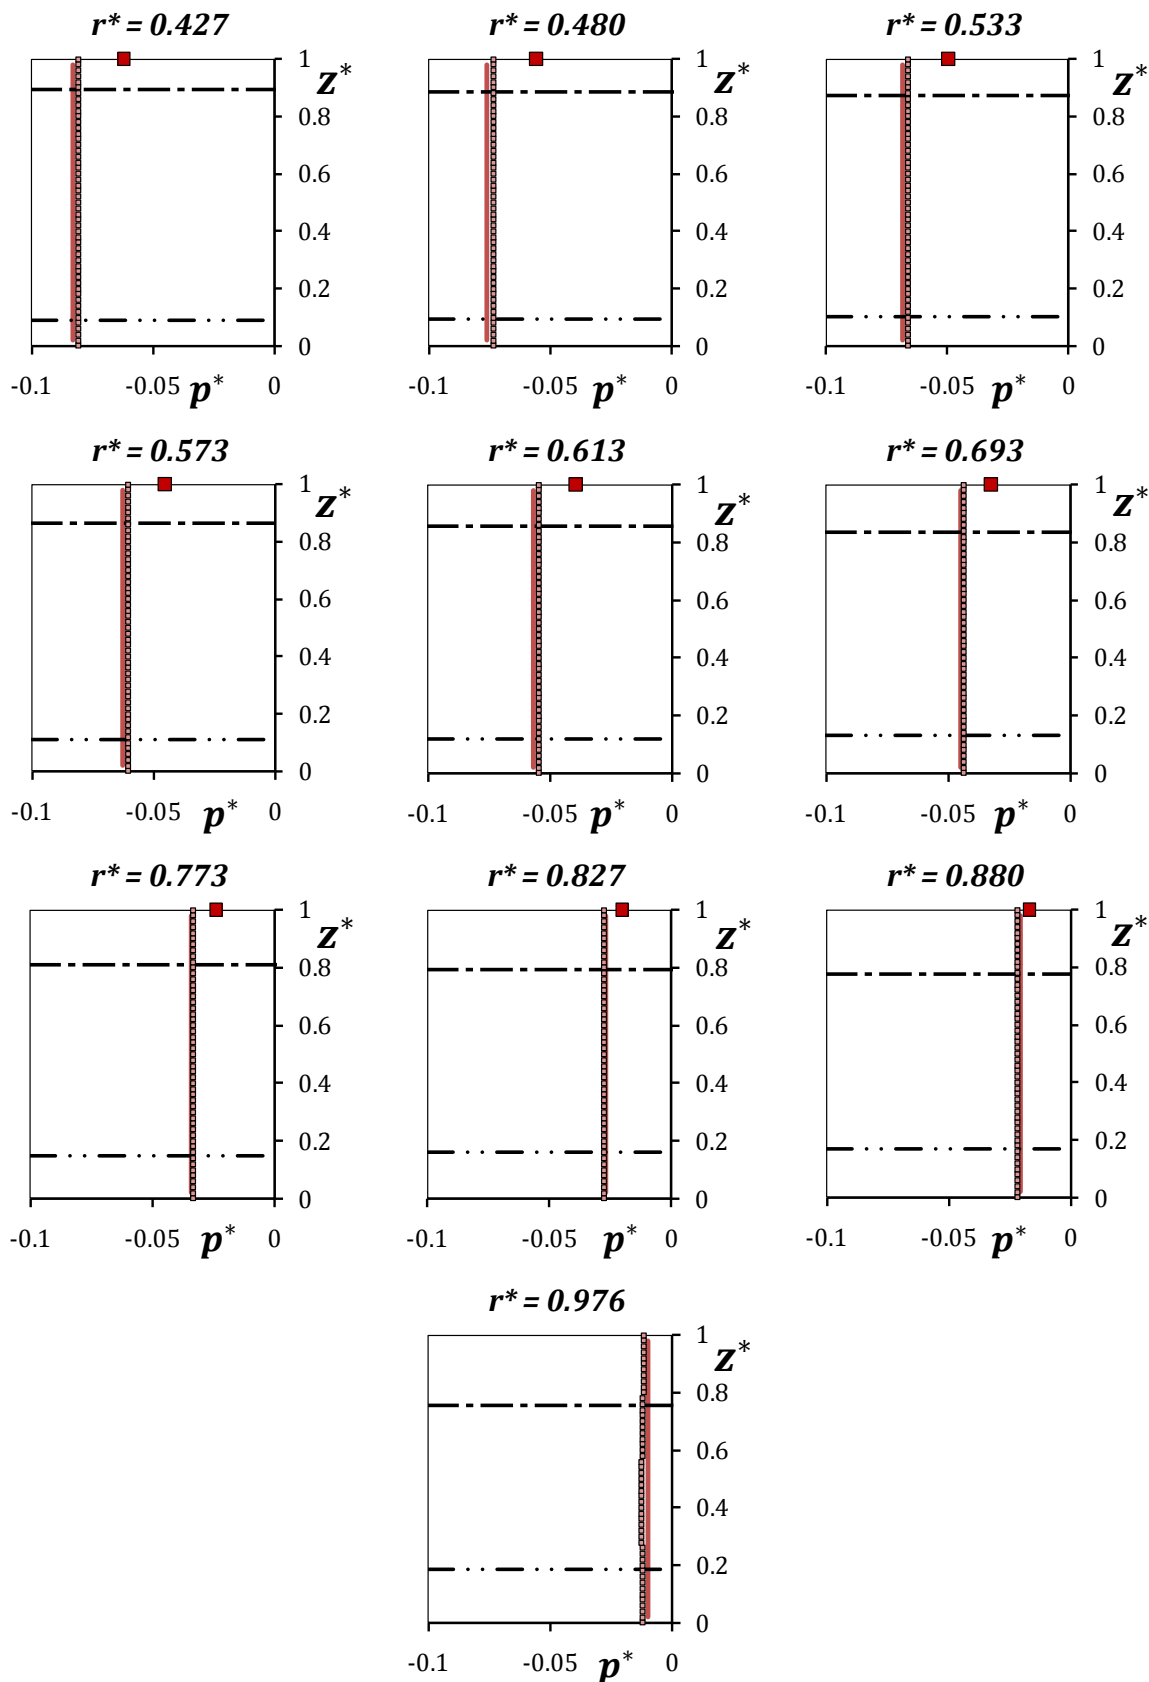 r* = 0.427 r* = 0.480 r* = 0.533
1 1 1
z* z* z*
0.8 0.8 0.8
0.6 0.6 0.6
0.4 0.4 0.4
0.2 0.2 0.2
0 0 0
-0.1 -0.05 p* 0 -0.1 -0.05 p* 0 -0.1 -0.05 p* 0
r* = 0.573 r* = 0.613 r* = 0.693
1 1 1
z* z* z*
0.8 0.8 0.8
0.6 0.6 0.6
0.4 0.4 0.4
0.2 0.2 0.2
0 0 0
-0.1 -0.05 p* 0 -0.1 -0.05 p* 0 -0.1 -0.05 p* 0
r* = 0.773 r* = 0.827 r* = 0.880
1 1 1
z* z* z*
0.8 0.8 0.8
0.6 0.6 0.6
0.4 0.4 0.4
0.2 0.2 0.2
0 0 0
-0.1 -0.05 p* 0 -0.1 -0.05 p* 0 -0.1 -0.05 p* 0
r* = 0.976
1
z*
0.8
0.6
0.4
0.2
0
-0.1 -0.05 p* 0